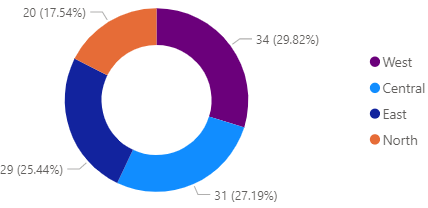 20 (17.54%)
34 (29.82%)
West
Central
East
North
29 (25.44%)
31 (27.19%)